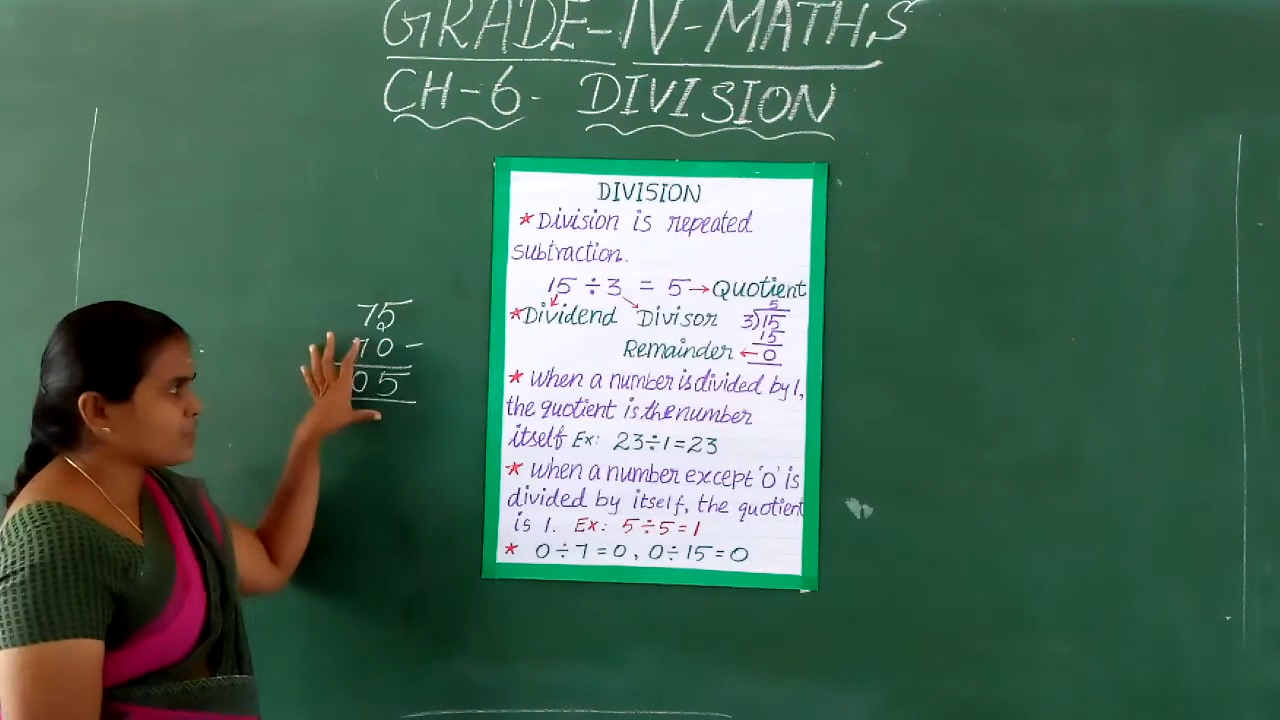 GRADE-IV-MATHS
CH-6- DIVISION
75
70 -
05
DIVISION
* Division is repeated
subtraction.
15 ÷ 3 = 5 → Quotient
* Dividend Divisor
5
3)15
15
Remainder ← 0
* When a number is divided by 1,
the quotient is the number
itself Ex: 23÷1=23
* When a number except '0' is
divided by itself, the quotient
is 1. Ex: 5÷5=1
* 0÷7=0, 0÷15=0